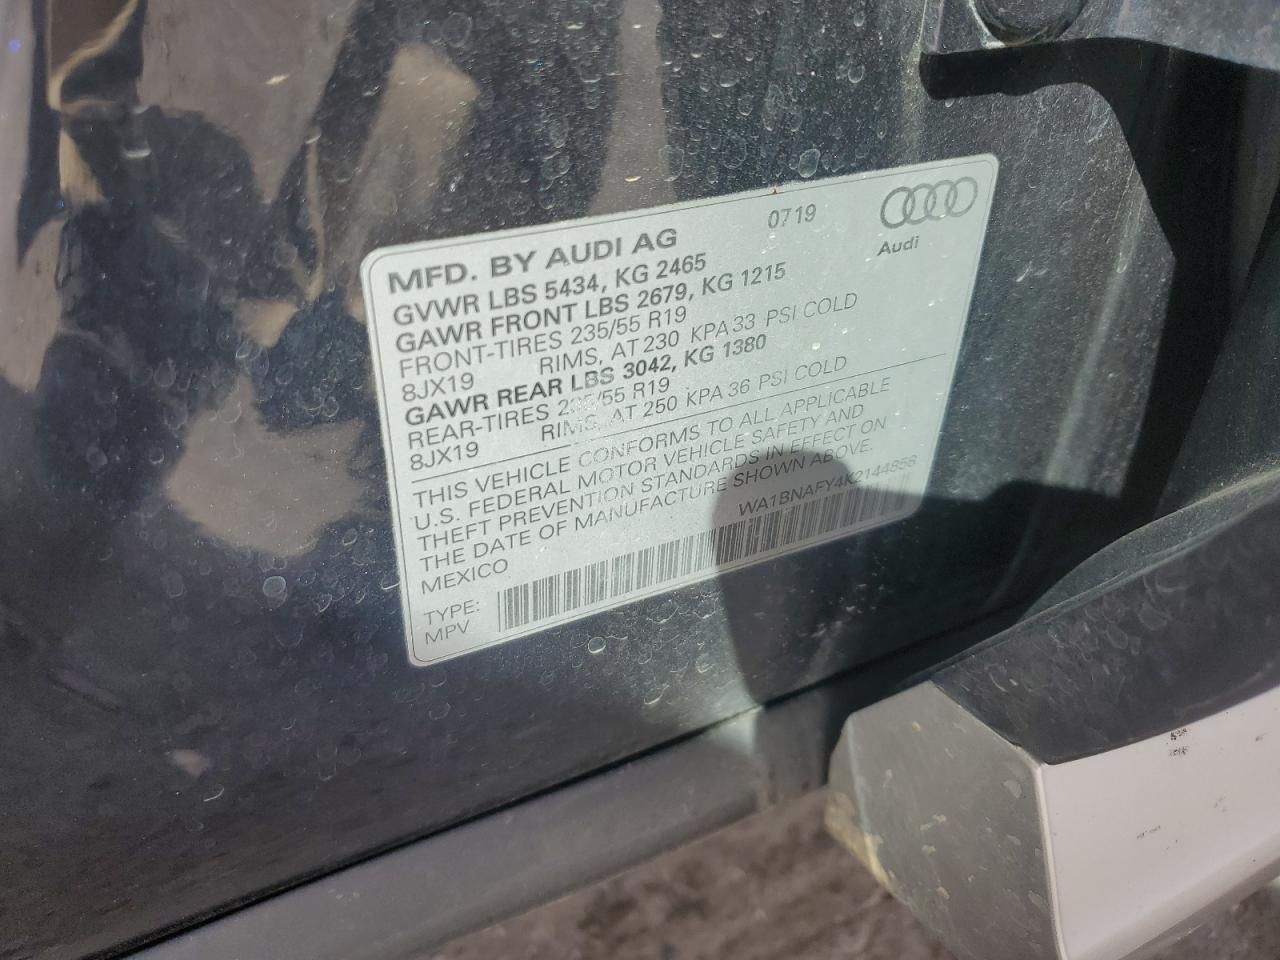 MFD. BY AUDI AG 0719
Audi
GVWR LBS 5434, KG 2465
GAWR FRONT LBS 2679, KG 1215
FRONT-TIRES 235/55 R19
8JX19 RIMS, AT 230 KPA 33 PSI COLD
GAWR REAR LBS 3042, KG 1380
REAR-TIRES 235/55 R19
8JX19 RIMS, AT 250 KPA 36 PSI COLD
THIS VEHICLE CONFORMS TO ALL APPLICABLE
U.S. FEDERAL MOTOR VEHICLE SAFETY AND
THEFT PREVENTION STANDARDS IN EFFECT ON
THE DATE OF MANUFACTURE SHOWN ABOVE.
MEXICO
WA1BNAFY4K2144858
TYPE:
MPV